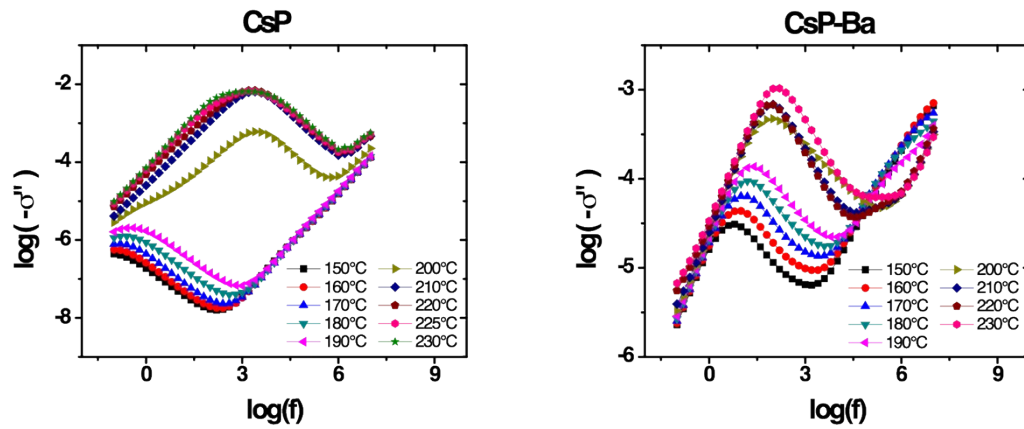 CsP
log( -σ'' )
-2
-4
-6
-8
150°C
160°C
170°C
180°C
190°C
200°C
210°C
220°C
225°C
230°C
0 3 6 9
log(f)
CsP-Ba
log( -σ'' )
-3
-4
-5
-6
150°C
160°C
170°C
180°C
190°C
200°C
210°C
220°C
230°C
0 3 6 9
log(f)